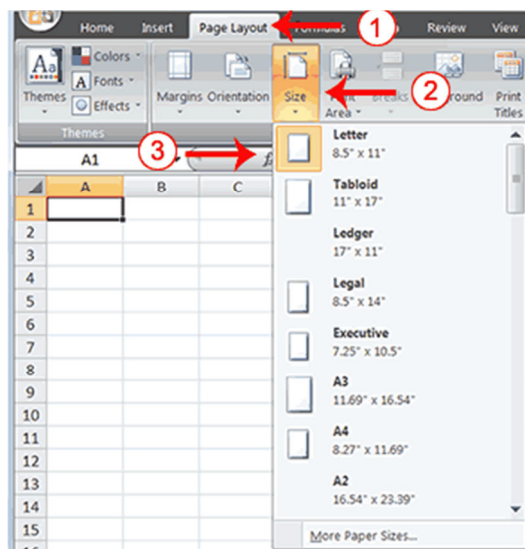 Home Insert Page Layout Formulas Review View
1
Colors
Fonts
Effects
Themes Margins Orientation Size Print Area Breaks Print Titles
2
Themes
A1
3
A B C
1
2
3
4
5
6
7
8
9
10
11
12
13
14
15
Letter
8.5" x 11"
Tabloid
11" x 17"
Ledger
17" x 11"
Legal
8.5" x 14"
Executive
7.25" x 10.5"
A3
11.69" x 16.54"
A4
8.27" x 11.69"
A2
16.54" x 23.39"
More Paper Sizes...